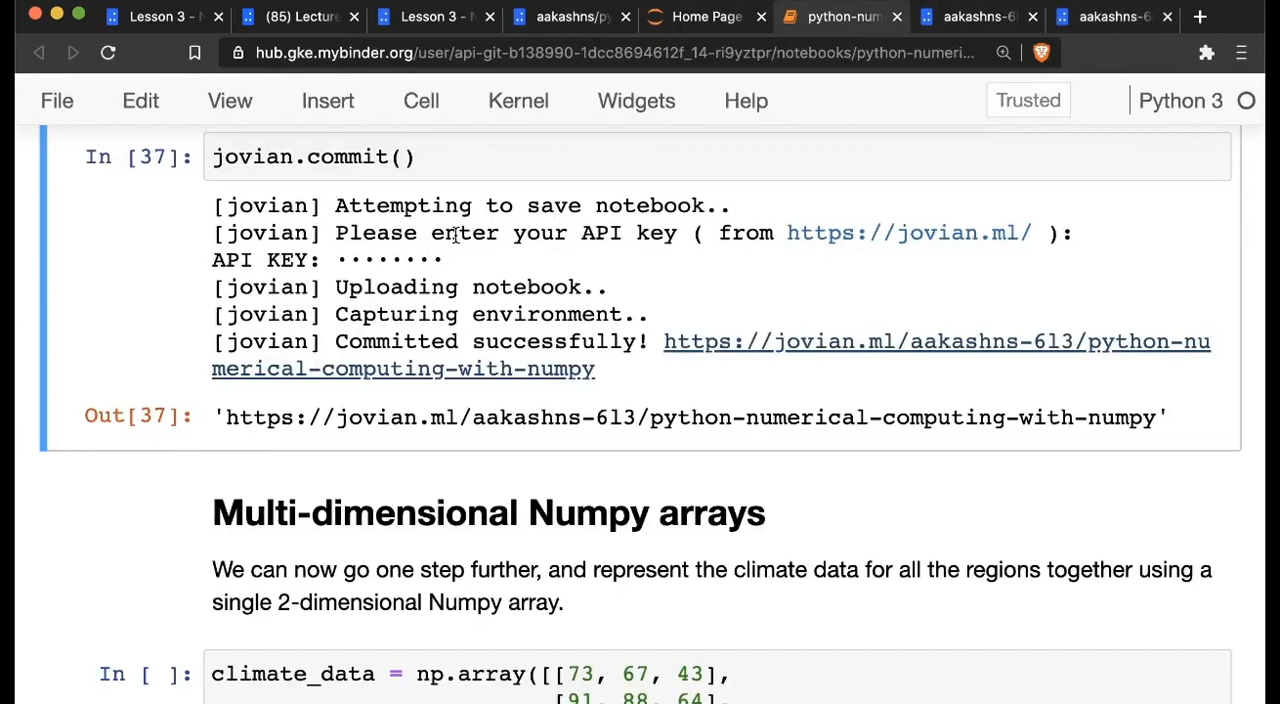 Lesson 3 - N
(85) Lecture
Lesson 3 - N
aakashns/py
Home Page
python-num
aakashns-6l
aakashns-6
hub.gke.mybinder.org/user/api-git-b138990-1dcc8694612f_14-ri9yztpr/notebooks/python-numeri...
File Edit View Insert Cell Kernel Widgets Help Trusted Python 3
In [37]: jovian.commit()
[jovian] Attempting to save notebook..
[jovian] Please enter your API key ( from https://jovian.ml/ ):
API KEY: ········
[jovian] Uploading notebook..
[jovian] Capturing environment..
[jovian] Committed successfully! https://jovian.ml/aakashns-6l3/python-nu
merical-computing-with-numpy
Out[37]: 'https://jovian.ml/aakashns-6l3/python-numerical-computing-with-numpy'
Multi-dimensional Numpy arrays
We can now go one step further, and represent the climate data for all the regions together using a
single 2-dimensional Numpy array.
In [ ]: climate_data = np.array([[73, 67, 43],
[91, 88, 64],